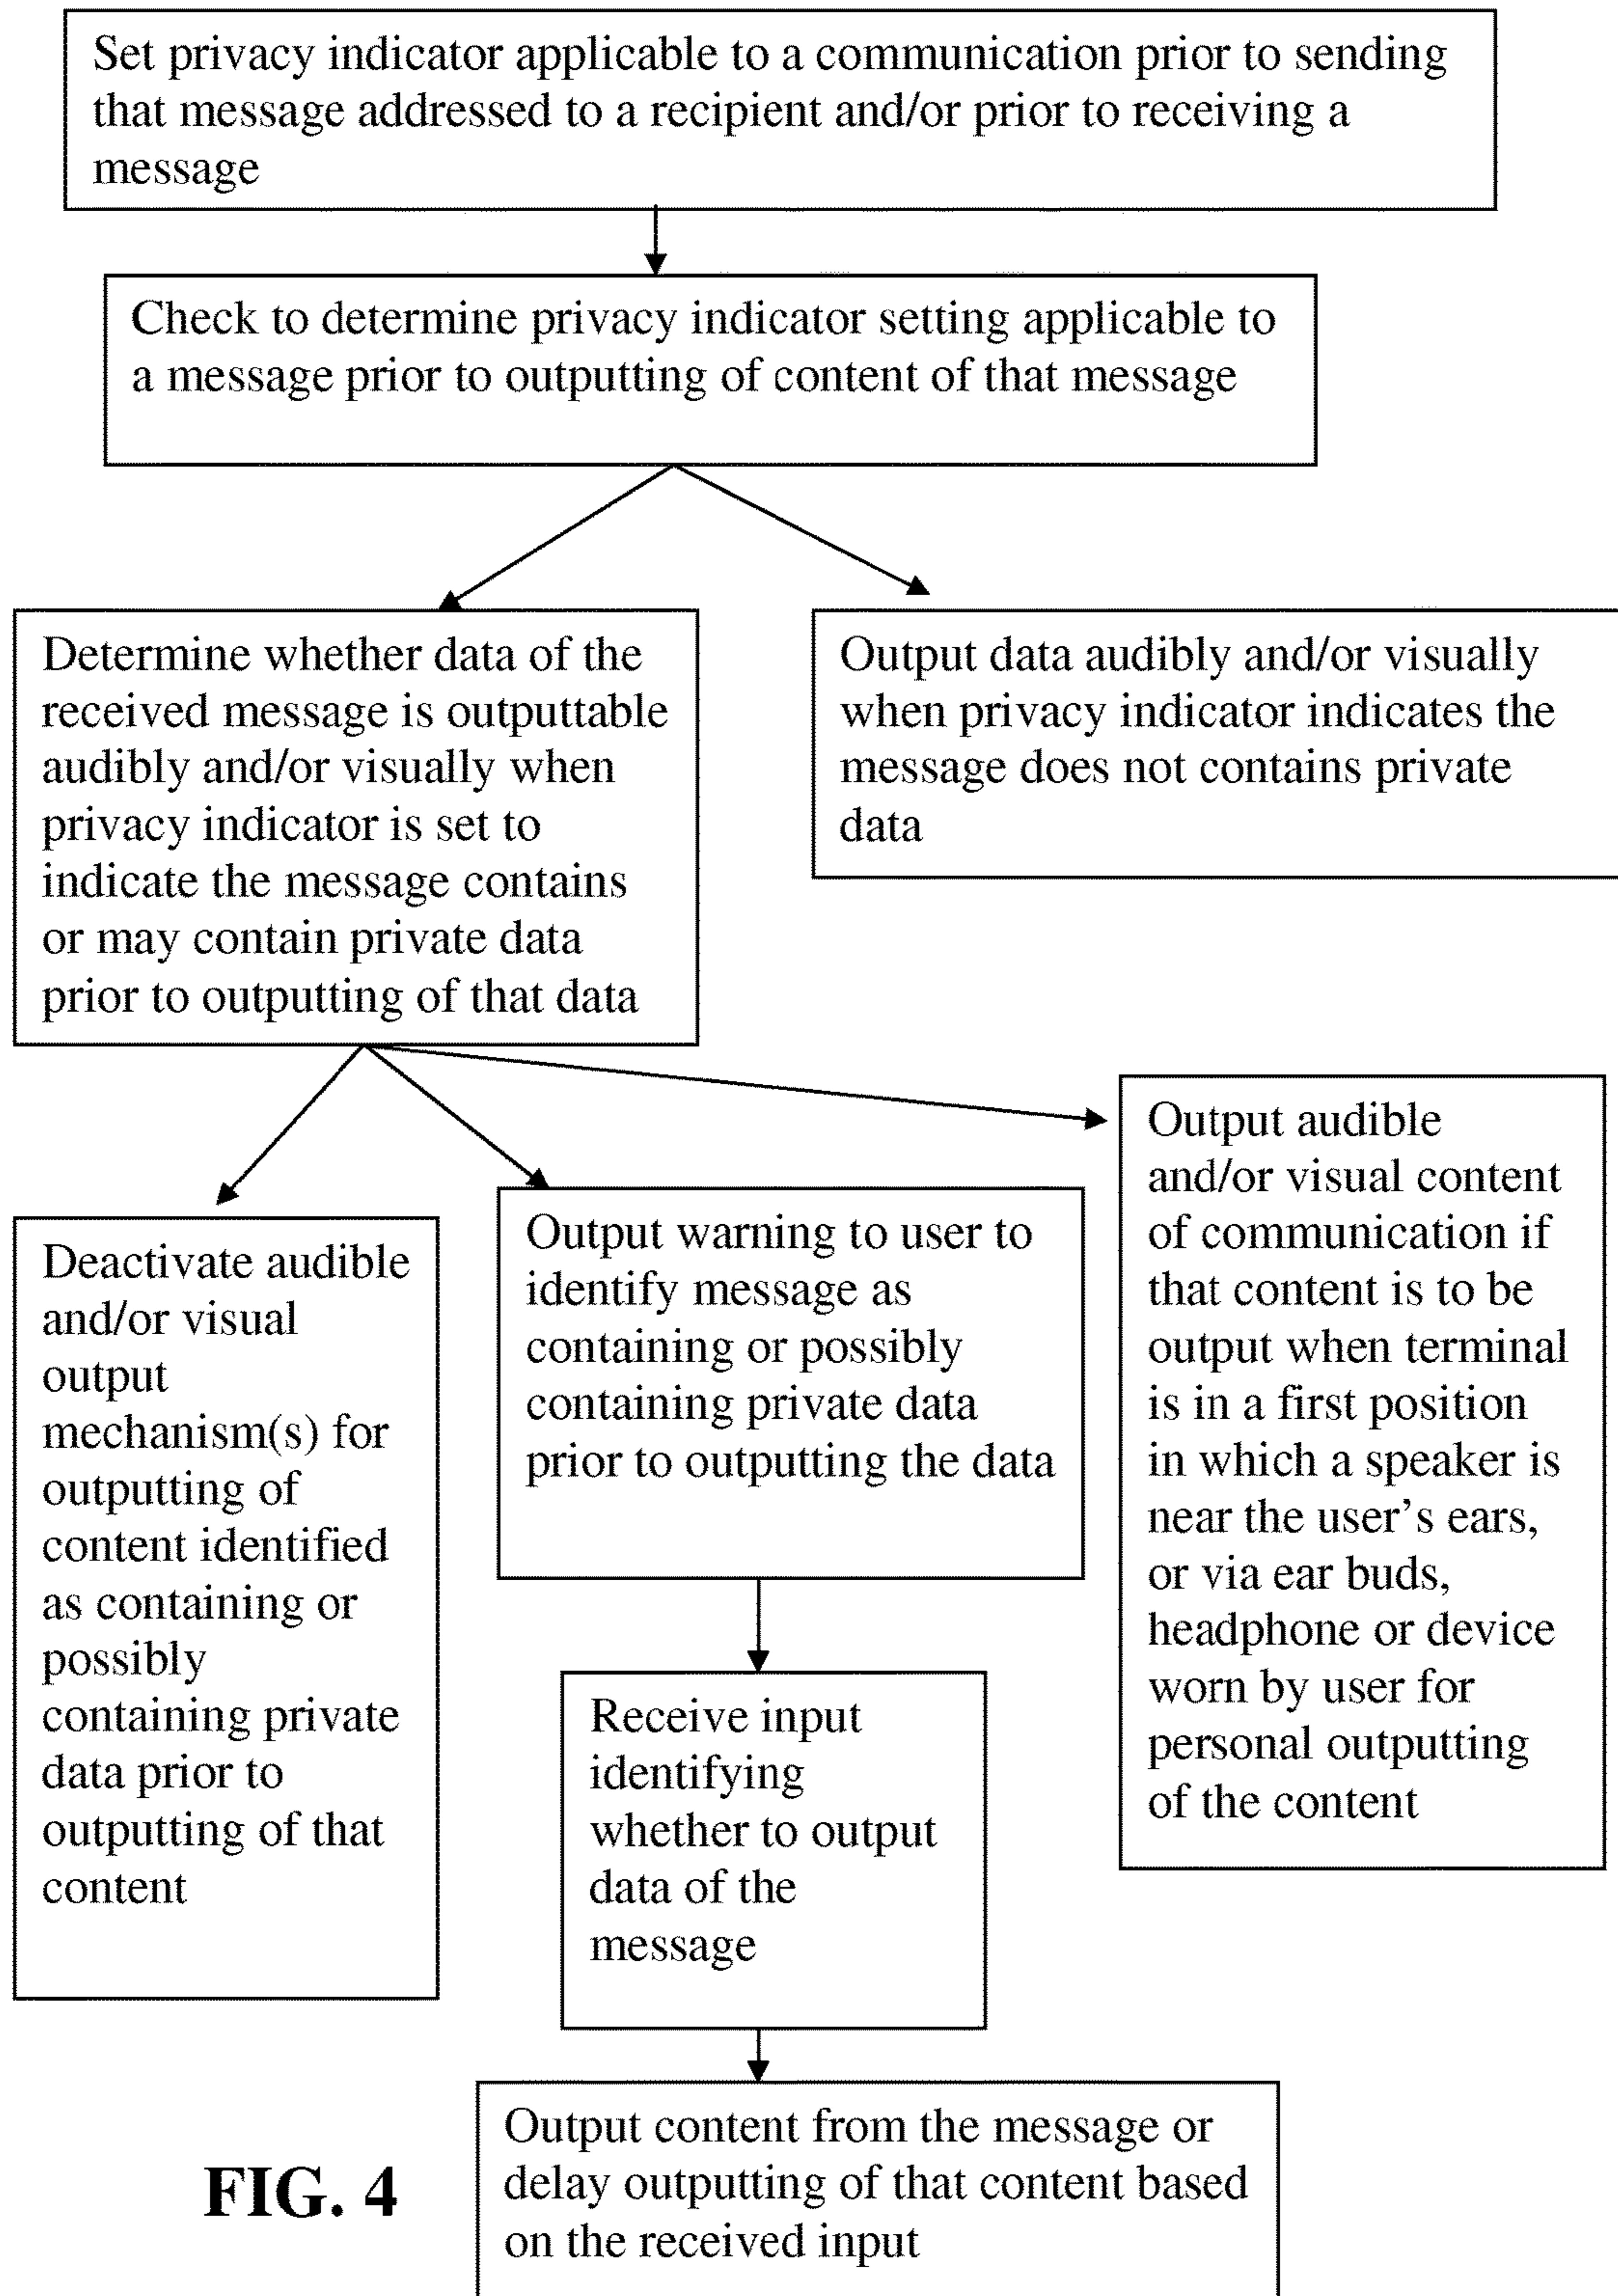 Set privacy indicator applicable to a communication prior to sending
that message addressed to a recipient and/or prior to receiving a
message
Check to determine privacy indicator setting applicable to
a message prior to outputting of content of that message
Determine whether data of the
received message is outputtable
audibly and/or visually when
privacy indicator is set to
indicate the message contains
or may contain private data
prior to outputting of that data
Output data audibly and/or visually
when privacy indicator indicates the
message does not contains private
data
Deactivate audible
and/or visual
output
mechanism(s) for
outputting of
content identified
as containing or
possibly
containing private
data prior to
outputting of that
content
Output warning to user to
identify message as
containing or possibly
containing private data
prior to outputting the data
Output audible
and/or visual content
of communication if
that content is to be
output when terminal
is in a first position
in which a speaker is
near the user's ears,
or via ear buds,
headphone or device
worn by user for
personal outputting
of the content
Receive input
identifying
whether to output
data of the
message
Output content from the message or
delay outputting of that content based
on the received input
FIG. 4